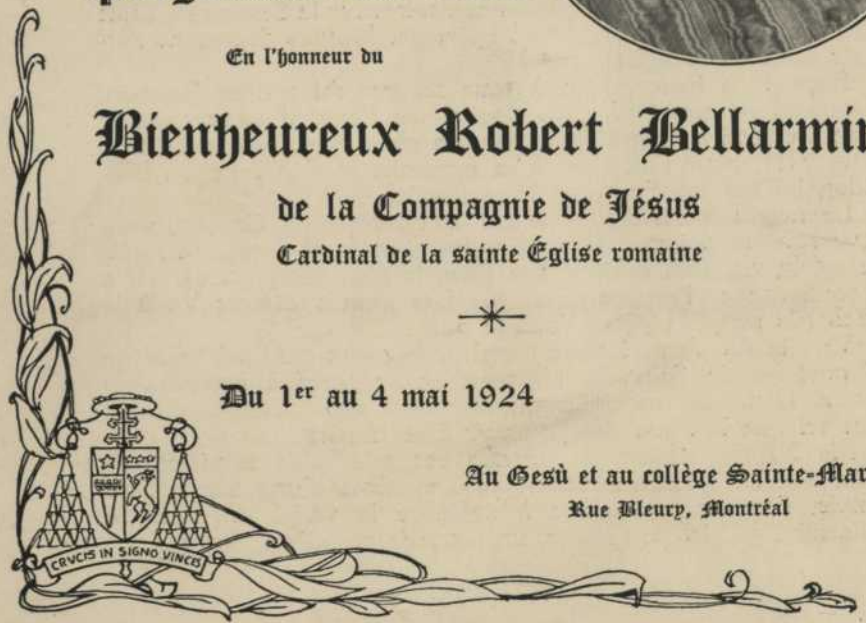 En l'honneur du
Bienheureux Robert Bellarmin
de la Compagnie de Jésus
Cardinal de la sainte Église romaine
Du 1er au 4 mai 1924
Au Gesù et au collège Sainte-Mar
Rue Bleury, Montréal
CRVCIS IN SIGNO VINCES